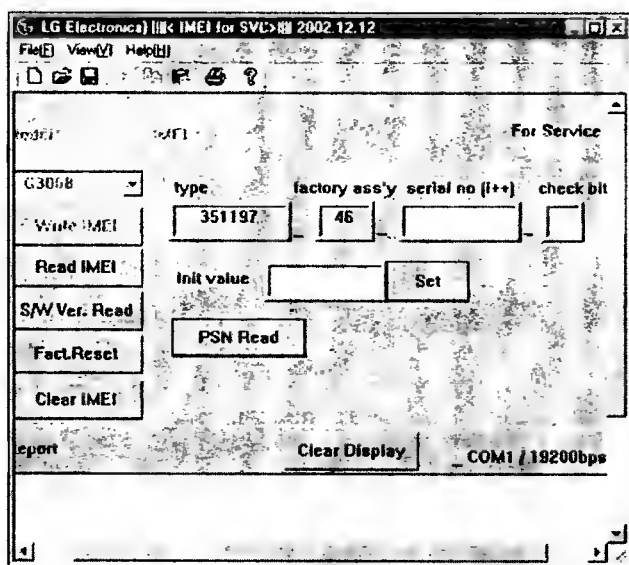 LG Electronics) < IMEI for SVC> 2002.12.12
File(F) View(V) Help(H)
IMEI For Service
type factory ass'y serial no (i++) check bit
351197 _ 46 _ _
Write IMEI
Read IMEI
Init value Set
S/W Ver. Read
PSN Read
Fact.Reset
Clear IMEI
eport Clear Display _ COM1 / 19200bps